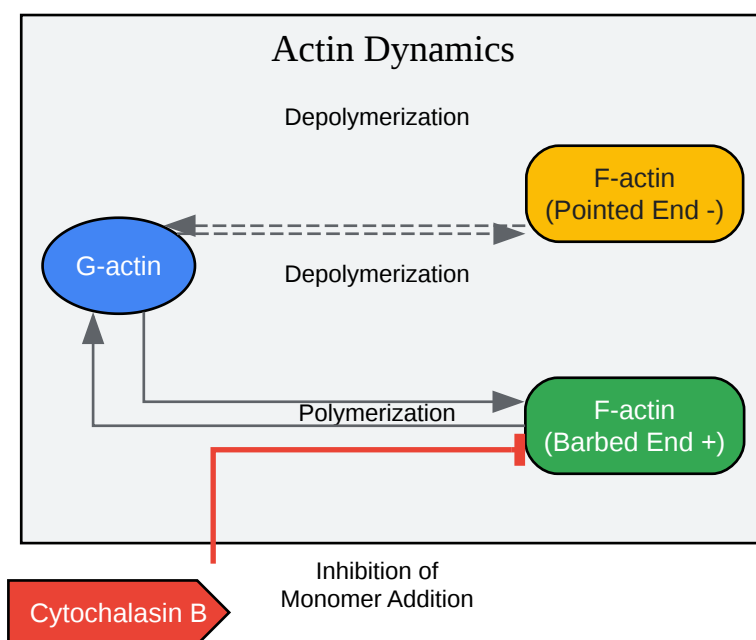 Actin Dynamics
Depolymerization
F-actin
(Pointed End -)
G-actin
Depolymerization
Polymerization
F-actin
(Barbed End +)
Inhibition of
Monomer Addition
Cytochalasin B